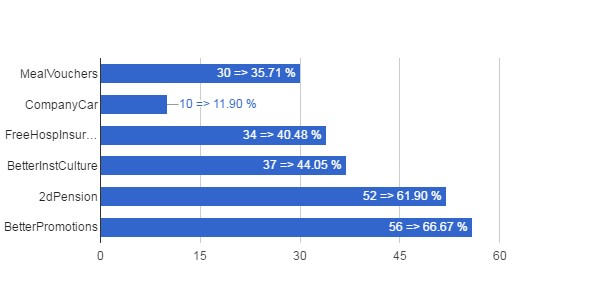 MealVouchers 30 => 35.71 %
CompanyCar 10 => 11.90 %
FreeHospInsur... 34 => 40.48 %
BetterInstCulture 37 => 44.05 %
2dPension 52 => 61.90 %
BetterPromotions 56 => 66.67 %
0 15 30 45 60